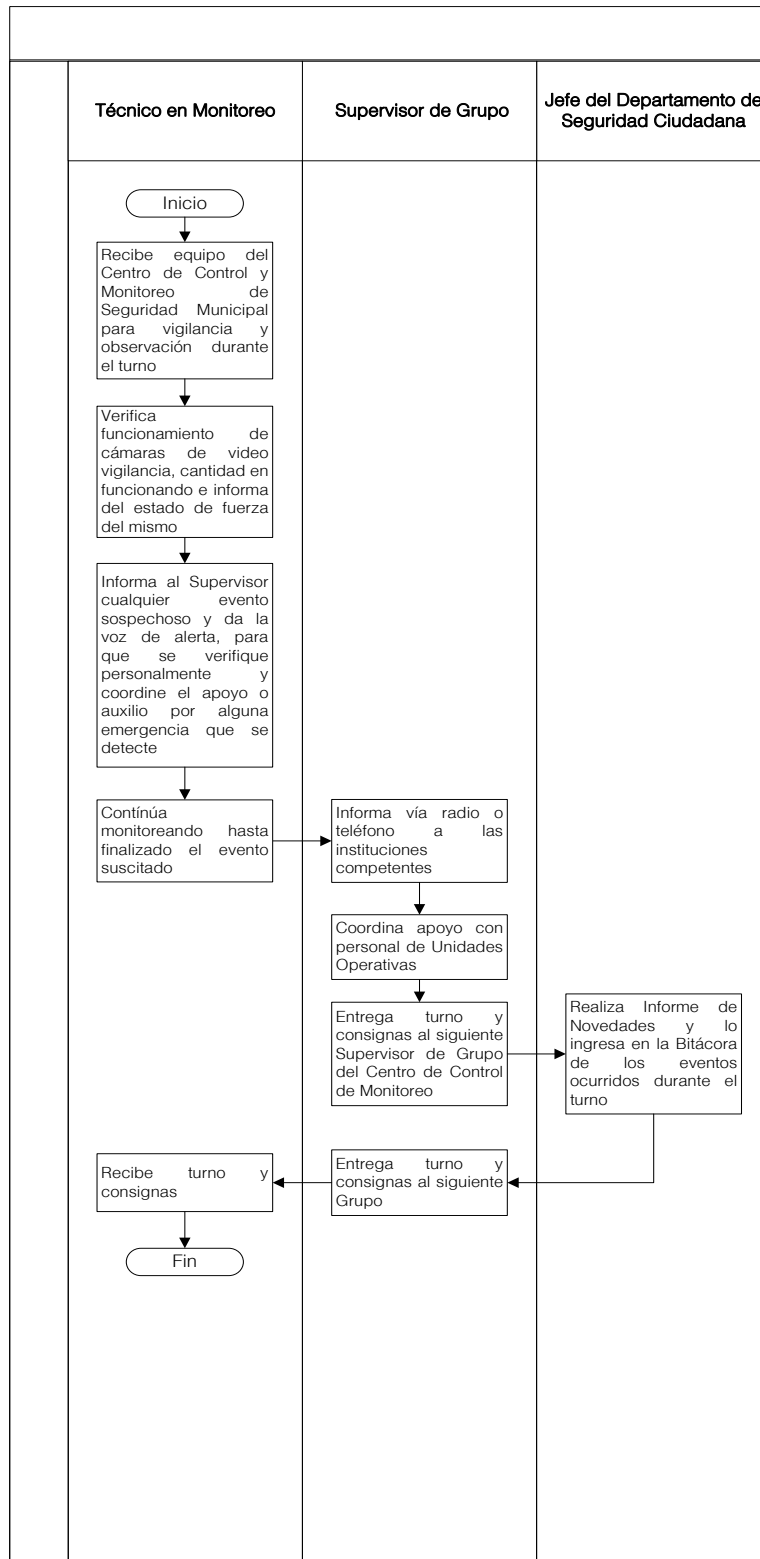 Técnico en Monitoreo
Supervisor de Grupo
Jefe del Departamento de
Seguridad Ciudadana
Inicio
Recibe equipo del
Centro de Control y
Monitoreo de
Seguridad Municipal
para vigilancia y
observación durante
el turno
Verifica
funcionamiento de
cámaras de video
vigilancia, cantidad en
funcionando e informa
del estado de fuerza
del mismo
Informa al Supervisor
cualquier evento
sospechoso y da la
voz de alerta, para
que se verifique
personalmente y
coordine el apoyo o
auxilio por alguna
emergencia que se
detecte
Contínúa
monitoreando hasta
finalizado el evento
suscitado
Informa vía radio o
teléfono a las
instituciones
competentes
Coordina apoyo con
personal de Unidades
Operativas
Entrega turno y
consignas al siguiente
Supervisor de Grupo
del Centro de Control
de Monitoreo
Realiza Informe de
Novedades y lo
ingresa en la Bitácora
de los eventos
ocurridos durante el
turno
Entrega turno y
consignas al siguiente
Grupo
Recibe turno y
consignas
Fin